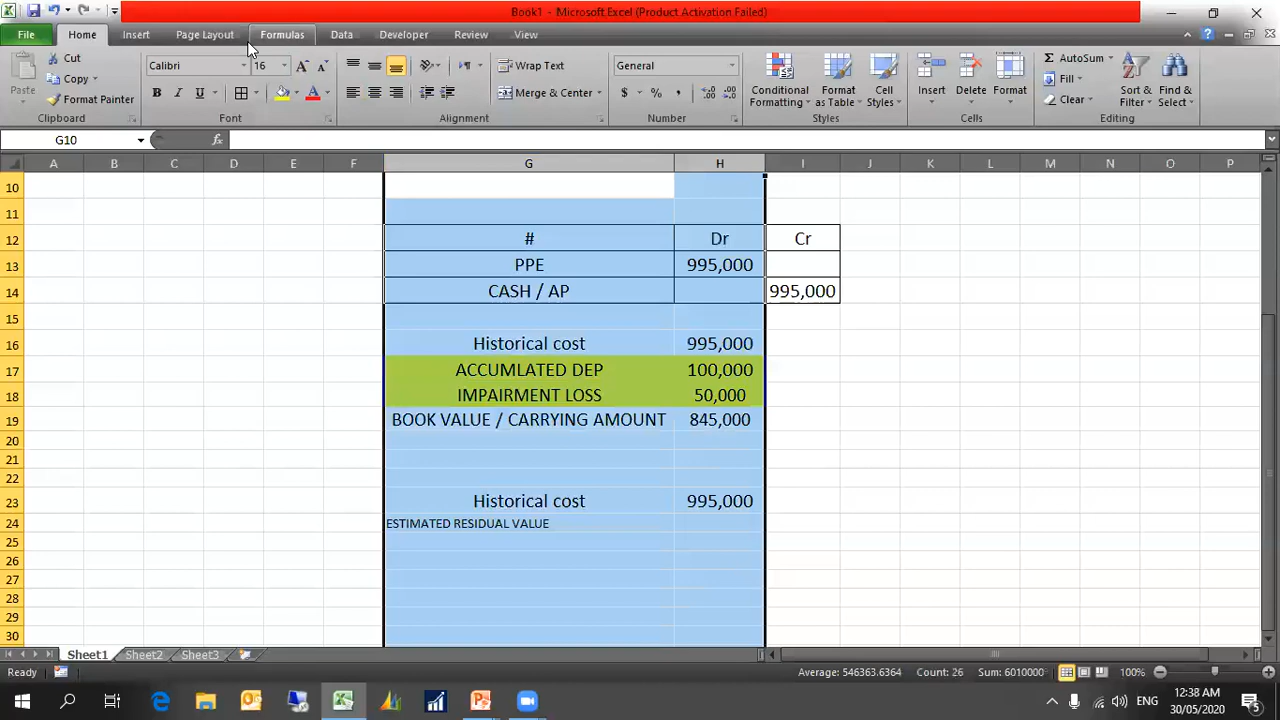 Book1 - Microsoft Excel (Product Activation Failed)
File Home Insert Page Layout Formulas Data Developer Review View
Paste
Cut
Copy
Format Painter
Clipboard
Calibri 16
B I U
Font
Wrap Text
Merge & Center
Alignment
General
$ % ,
Number
Conditional Formatting
Format as Table
Cell Styles
Styles
Insert Delete Format
Cells
AutoSum
Fill
Clear
Sort & Filter
Find & Select
Editing
G10 fx
A B C D E F G H I J K L M N O P
10
11
12 # Dr Cr
13 PPE 995,000
14 CASH / AP 995,000
15
16 Historical cost 995,000
17 ACCUMLATED DEP 100,000
18 IMPAIRMENT LOSS 50,000
19 BOOK VALUE / CARRYING AMOUNT 845,000
20
21
22
23 Historical cost 995,000
24 ESTIMATED RESIDUAL VALUE
25
26
27
28
29
30
Sheet1 Sheet2 Sheet3
Ready Average: 546363.6364 Count: 26 Sum: 6010000 100%
ENG 12:38 AM
30/05/2020 5